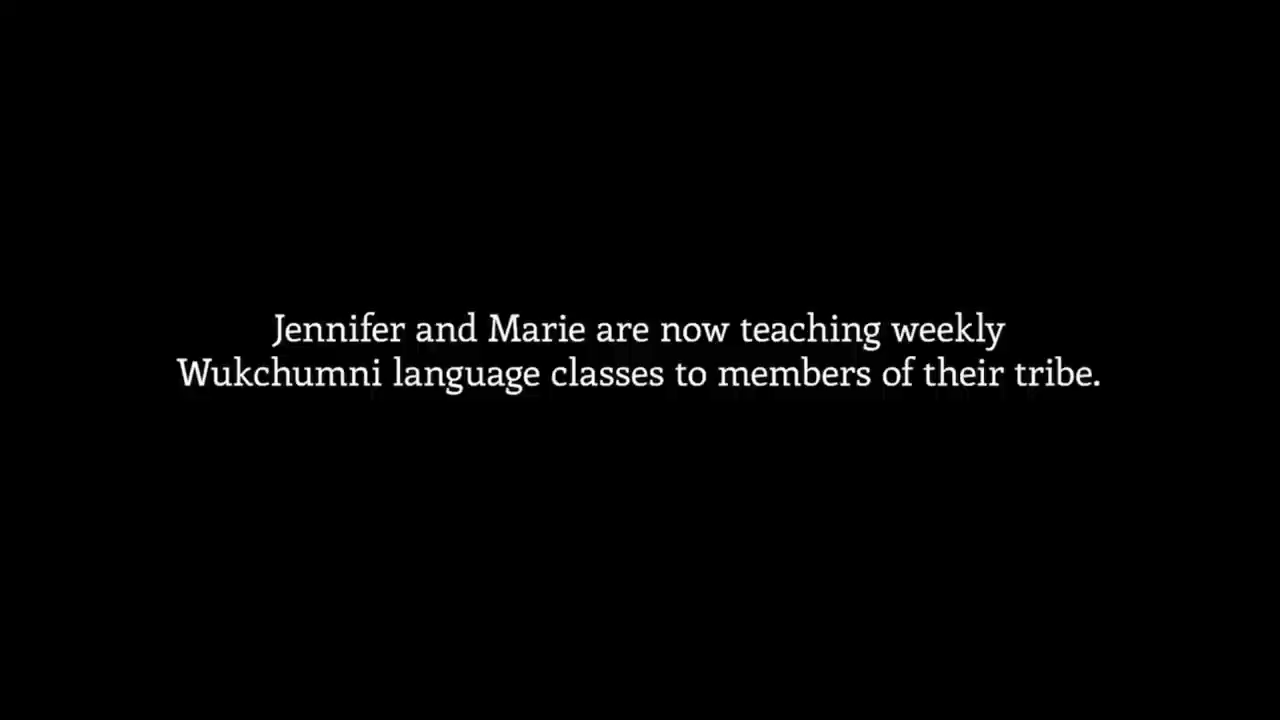 Jennifer and Marie are now teaching weekly
Wukchumni language classes to members of their tribe.